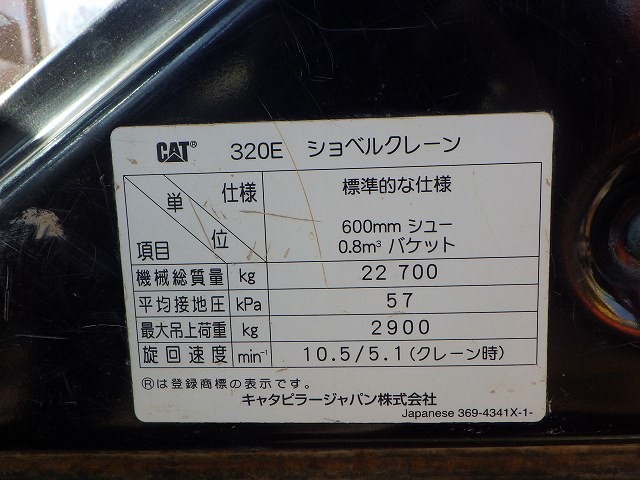 CAT® 320E ショベルクレーン
単位 仕様 標準的な仕様
600mm シュー
項目 0.8m³ バケット
機械総質量 kg 22 700
平均接地圧 kPa 57
最大吊上荷重 kg 2900
旋回速度 min⁻¹ 10.5/5.1(クレーン時)
®は登録商標の表示です。
キャタピラージャパン株式会社
Japanese 369-4341X-1-